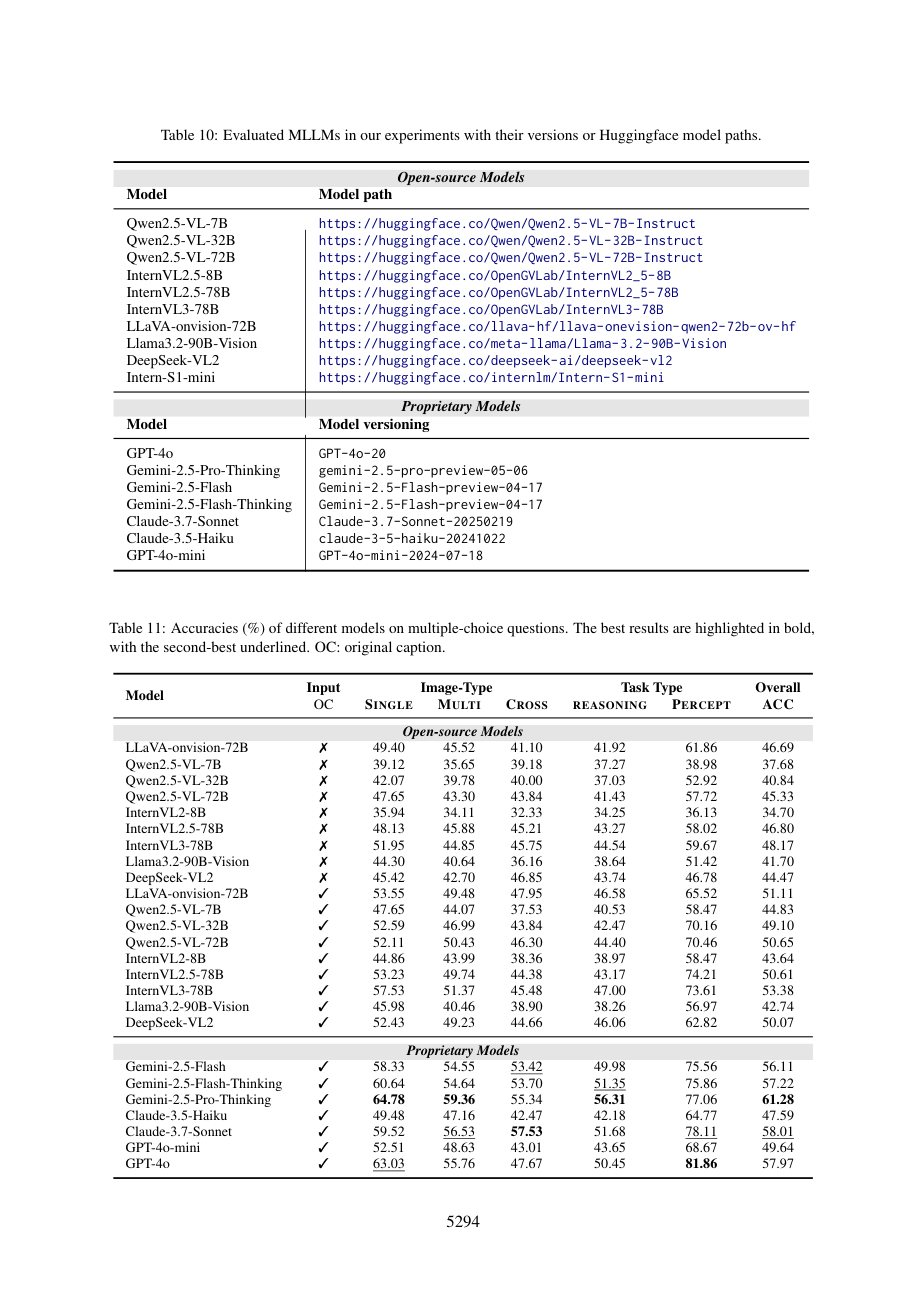 Table 10: Evaluated MLLMs in our experiments with their versions or Huggingface model paths.
Open-source Models
Model Model path
Qwen2.5-VL-7B https://huggingface.co/Qwen/Qwen2.5-VL-7B-Instruct
Qwen2.5-VL-32B https://huggingface.co/Qwen/Qwen2.5-VL-32B-Instruct
Qwen2.5-VL-72B https://huggingface.co/Qwen/Qwen2.5-VL-72B-Instruct
InternVL2.5-8B https://huggingface.co/OpenGVLab/InternVL2_5-8B
InternVL2.5-78B https://huggingface.co/OpenGVLab/InternVL2_5-78B
InternVL3-78B https://huggingface.co/OpenGVLab/InternVL3-78B
LLaVA-onvision-72B https://huggingface.co/llava-hf/llava-onevision-qwen2-72b-ov-hf
Llama3.2-90B-Vision https://huggingface.co/meta-llama/Llama-3.2-90B-Vision
DeepSeek-VL2 https://huggingface.co/deepseek-ai/deepseek-vl2
Intern-S1-mini https://huggingface.co/internlm/Intern-S1-mini
Proprietary Models
Model Model versioning
GPT-4o GPT-4o-20
Gemini-2.5-Pro-Thinking gemini-2.5-pro-preview-05-06
Gemini-2.5-Flash Gemini-2.5-Flash-preview-04-17
Gemini-2.5-Flash-Thinking Gemini-2.5-Flash-preview-04-17
Claude-3.7-Sonnet Claude-3.7-Sonnet-20250219
Claude-3.5-Haiku claude-3-5-haiku-20241022
GPT-4o-mini GPT-4o-mini-2024-07-18
Table 11: Accuracies (%) of different models on multiple-choice questions. The best results are highlighted in bold,
with the second-best underlined. OC: original caption.
Model Input Image-Type Task Type Overall
OC SINGLE MULTI CROSS REASONING PERCEPT ACC
Open-source Models
LLaVA-onvision-72B ✗ 49.40 45.52 41.10 41.92 61.86 46.69
Qwen2.5-VL-7B ✗ 39.12 35.65 39.18 37.27 38.98 37.68
Qwen2.5-VL-32B ✗ 42.07 39.78 40.00 37.03 52.92 40.84
Qwen2.5-VL-72B ✗ 47.65 43.30 43.84 41.43 57.72 45.33
InternVL2-8B ✗ 35.94 34.11 32.33 34.25 36.13 34.70
InternVL2.5-78B ✗ 48.13 45.88 45.21 43.27 58.02 46.80
InternVL3-78B ✗ 51.95 44.85 45.75 44.54 59.67 48.17
Llama3.2-90B-Vision ✗ 44.30 40.64 36.16 38.64 51.42 41.70
DeepSeek-VL2 ✗ 45.42 42.70 46.85 43.74 46.78 44.47
LLaVA-onvision-72B ✓ 53.55 49.48 47.95 46.58 65.52 51.11
Qwen2.5-VL-7B ✓ 47.65 44.07 37.53 40.53 58.47 44.83
Qwen2.5-VL-32B ✓ 52.59 46.99 43.84 42.47 70.16 49.10
Qwen2.5-VL-72B ✓ 52.11 50.43 46.30 44.40 70.46 50.65
InternVL2-8B ✓ 44.86 43.99 38.36 38.97 58.47 43.64
InternVL2.5-78B ✓ 53.23 49.74 44.38 43.17 74.21 50.61
InternVL3-78B ✓ 57.53 51.37 45.48 47.00 73.61 53.38
Llama3.2-90B-Vision ✓ 45.98 40.46 38.90 38.26 56.97 42.74
DeepSeek-VL2 ✓ 52.43 49.23 44.66 46.06 62.82 50.07
Proprietary Models
Gemini-2.5-Flash ✓ 58.33 54.55 53.42 49.98 75.56 56.11
Gemini-2.5-Flash-Thinking ✓ 60.64 54.64 53.70 51.35 75.86 57.22
Gemini-2.5-Pro-Thinking ✓ 64.78 59.36 55.34 56.31 77.06 61.28
Claude-3.5-Haiku ✓ 49.48 47.16 42.47 42.18 64.77 47.59
Claude-3.7-Sonnet ✓ 59.52 56.53 57.53 51.68 78.11 58.01
GPT-4o-mini ✓ 52.51 48.63 43.01 43.65 68.67 49.64
GPT-4o ✓ 63.03 55.76 47.67 50.45 81.86 57.97
5294